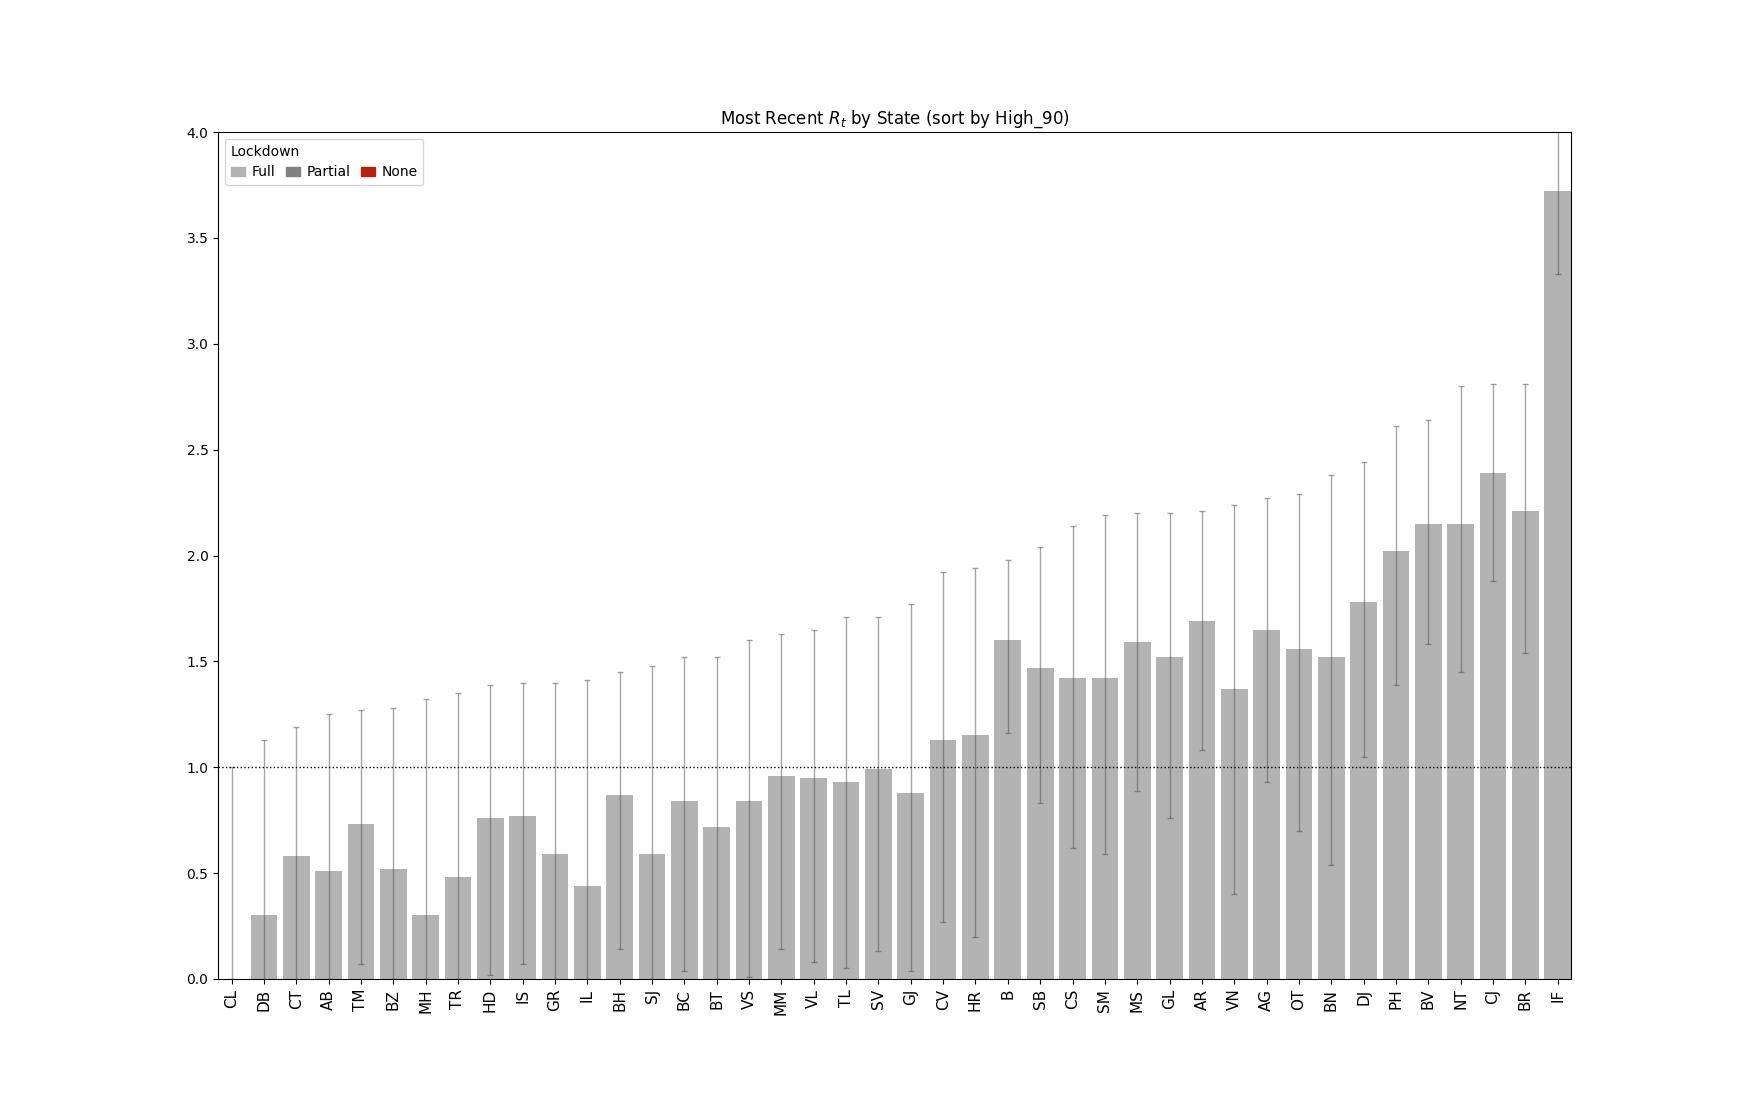 Most Recent R_t by State (sort by High_90)
Lockdown
Full Partial None
4.0
3.5
3.0
2.5
2.0
1.5
1.0
0.5
0.0
CL DB CT AB TM BZ MH TR HD IS GR IL BH SJ BC BT VS MM VL TL SV GJ CV HR B SB CS SM MS GL AR VN AG OT BN DJ PH BV NT CJ BR IF